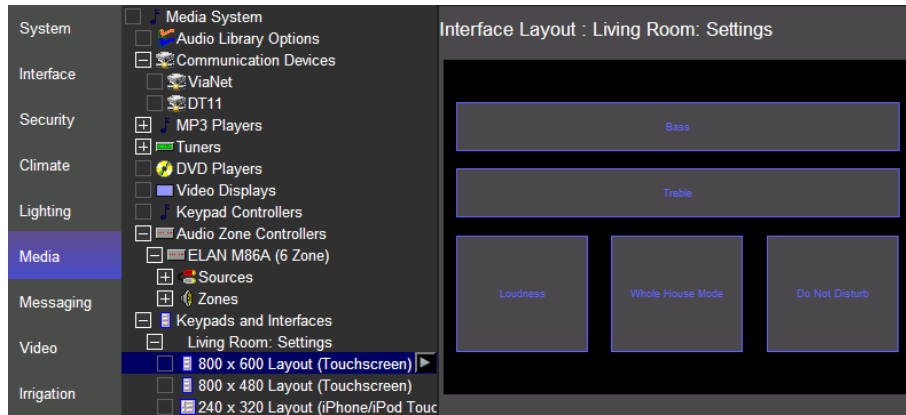 System
Interface
Security
Climate
Lighting
Media
Messaging
Video
Irrigation
Media System
Audio Library Options
Communication Devices
ViaNet
DT11
MP3 Players
Tuners
DVD Players
Video Displays
Keypad Controllers
Audio Zone Controllers
ELAN M86A (6 Zone)
Sources
Zones
Keypads and Interfaces
Living Room: Settings
800 x 600 Layout (Touchscreen)
800 x 480 Layout (Touchscreen)
240 x 320 Layout (iPhone/iPod Touc
Interface Layout : Living Room: Settings
Bass
Treble
Loudness
Whole House Mode
Do Not Disturb